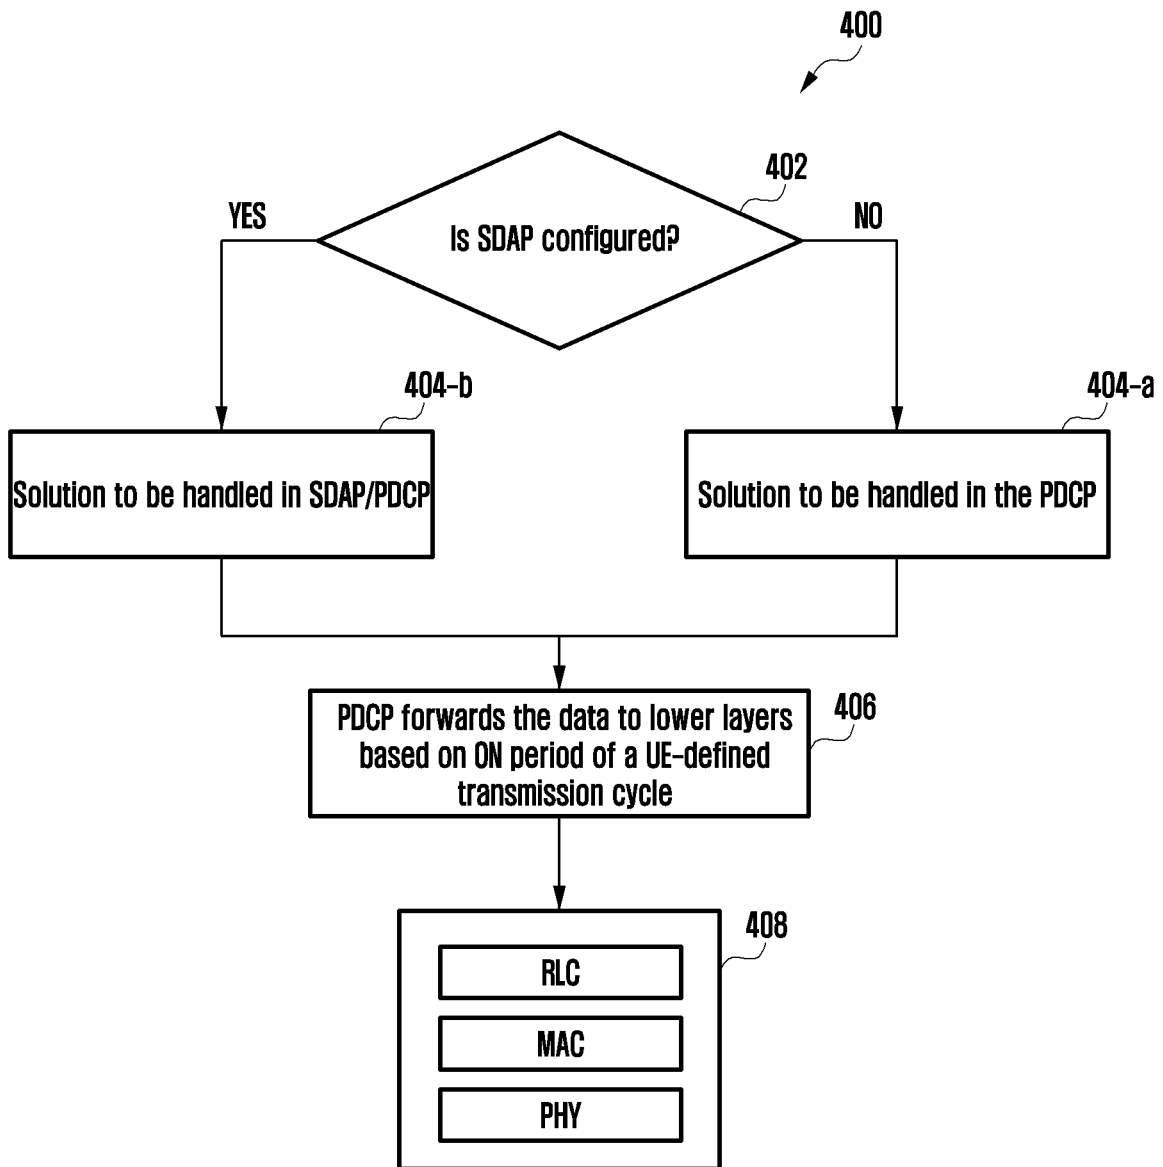 400
402
YES
NO
Is SDAP configured?
404-b
404-a
Solution to be handled in SDAP/PDCP
Solution to be handled in the PDCP
PDCP forwards the data to lower layers
based on ON period of a UE-defined
transmission cycle
406
408
RLC
MAC
PHY